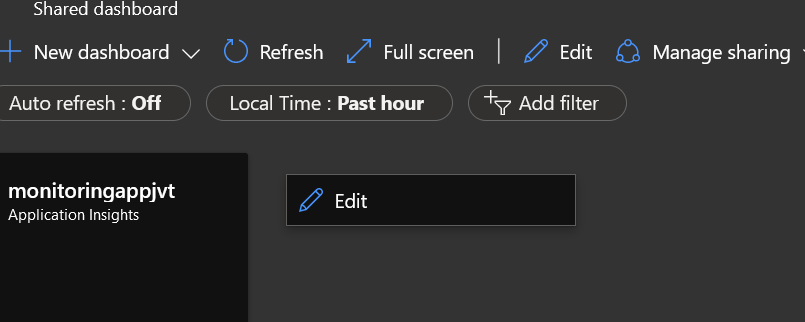 Shared dashboard
New dashboard Refresh Full screen Edit Manage sharing
Auto refresh : Off Local Time : Past hour Add filter
monitoringappjvt
Application Insights
Edit